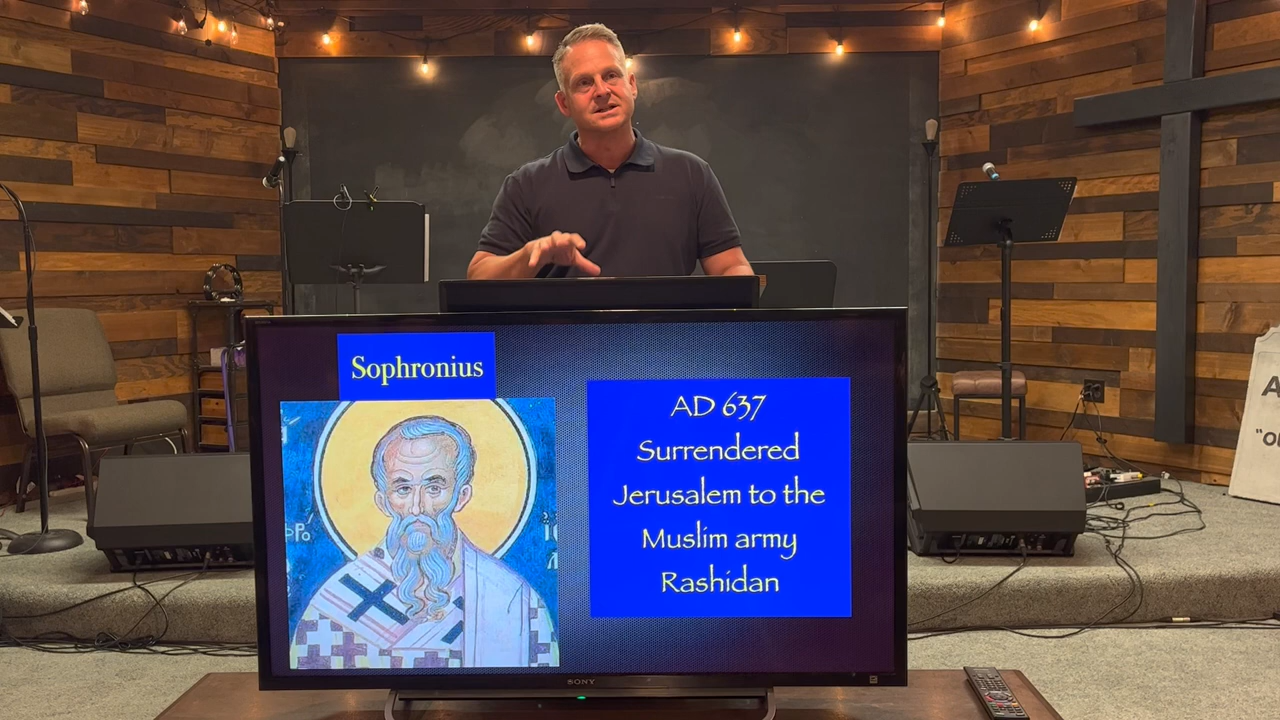 Sophronius
AD 637
Surrendered
Jerusalem to the
Muslim army
Rashidan
SONY